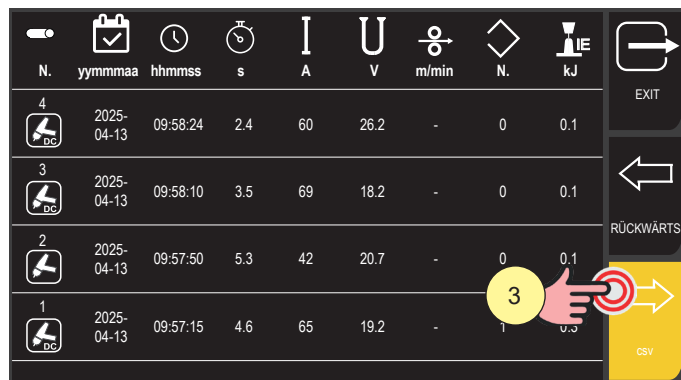 IE
N. yymmmaa hhmmss s A V m/min N. kJ
EXIT
4
DC
2025-
04-13
09:58:24 2.4 60 26.2 - 0 0.1
3
DC
2025-
04-13
09:58:10 3.5 69 18.2 - 0 0.1
RÜCKWÄRTS
2
2025-
04-13
09:57:50 5.3 42 20.7 - 0 0.1
3
1
DC
2025-
04-13
09:57:15 4.6 65 19.2 - 1
CSV